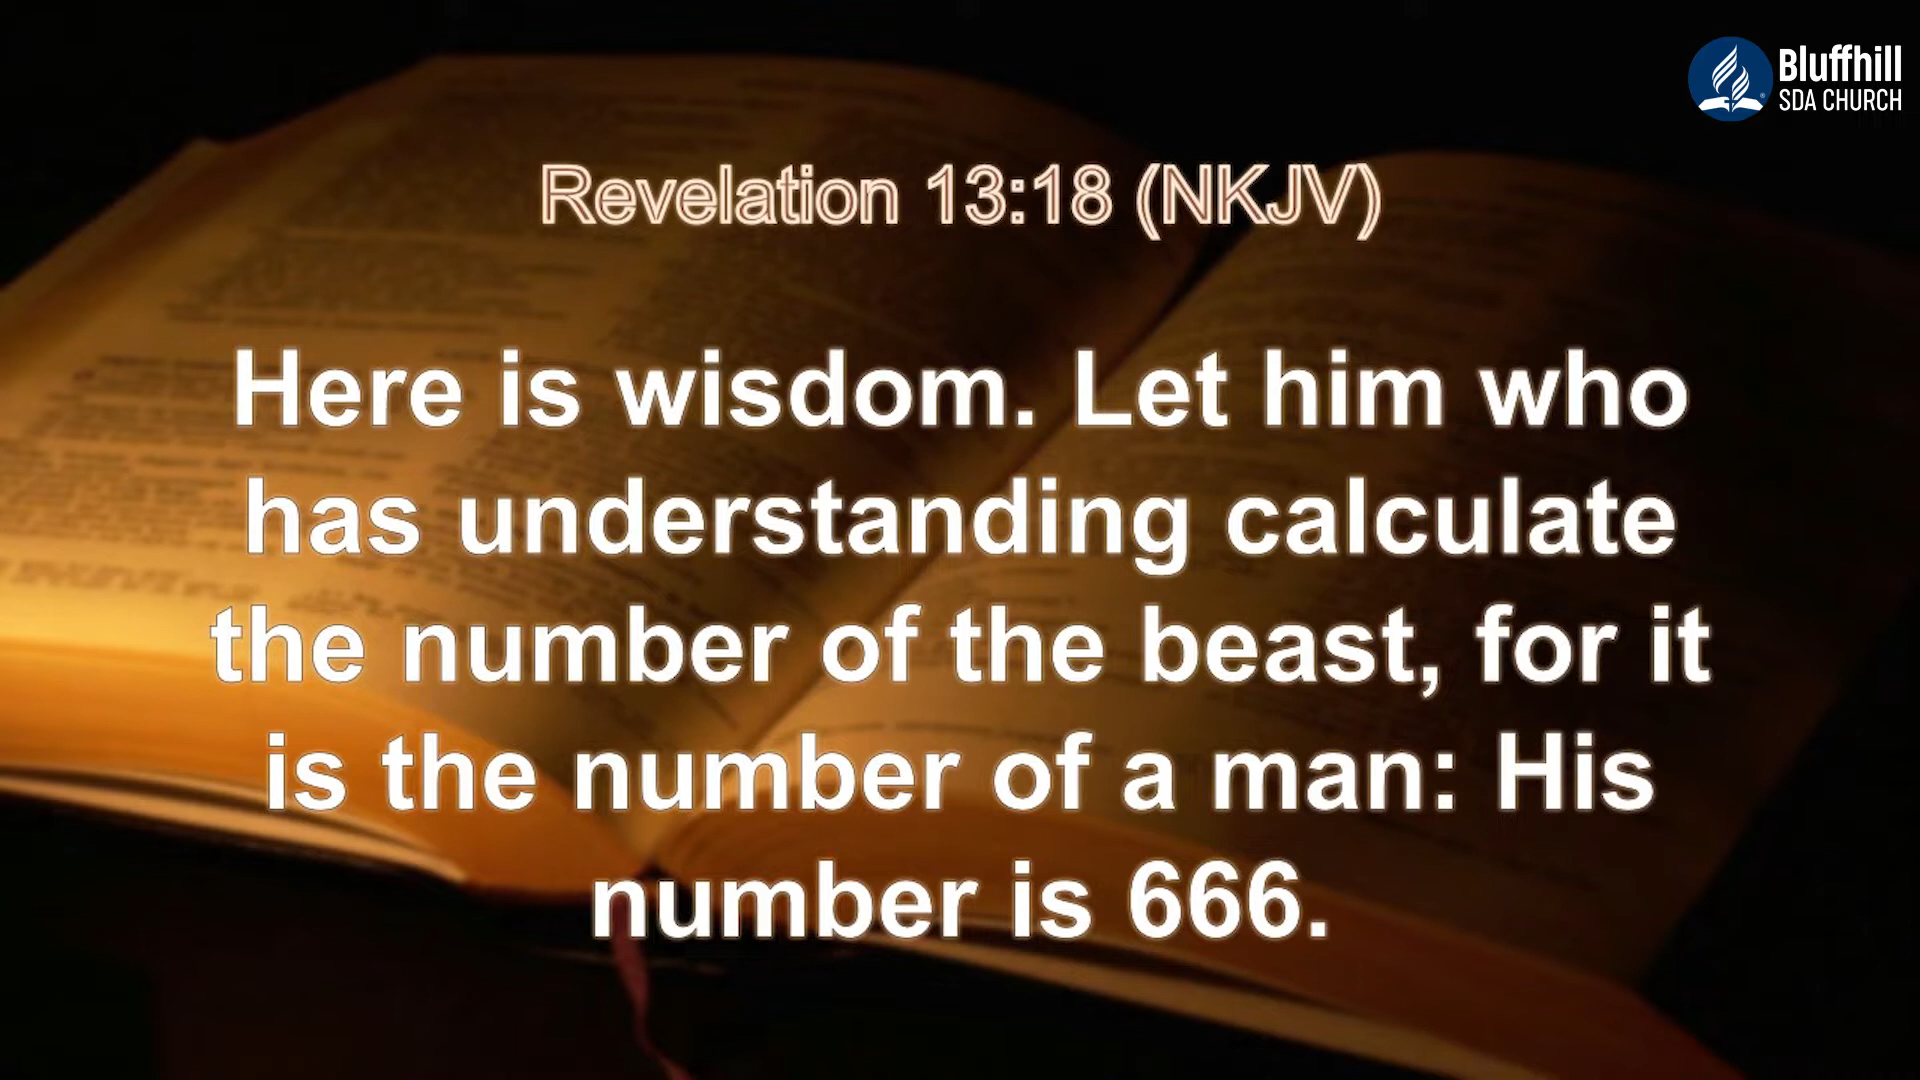 Bluffhill
SDA CHURCH
Revelation 13:18 (NKJV)
Here is wisdom. Let him who
has understanding calculate
the number of the beast, for it
is the number of a man: His
number is 666.